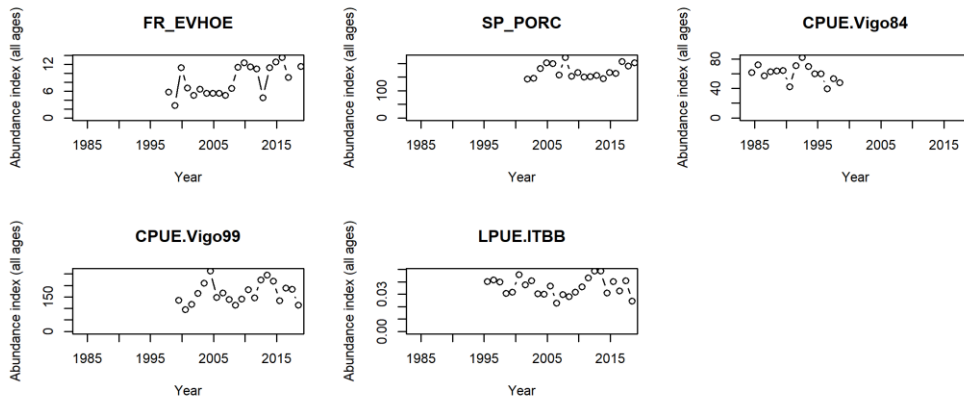 FR_EVHOE
Abundance index (all ages)
0 6 12
1985 1995 2005 2015
Year
SP_PORC
Abundance index (all ages)
0 100
1985 1995 2005 2015
Year
CPUE.Vigo84
Abundance index (all ages)
0 40 80
1985 1995 2005 2015
Year
CPUE.Vigo99
Abundance index (all ages)
0 150
1985 1995 2005 2015
Year
LPUE.ITBB
Abundance index (all ages)
0.00 0.03
1985 1995 2005 2015
Year